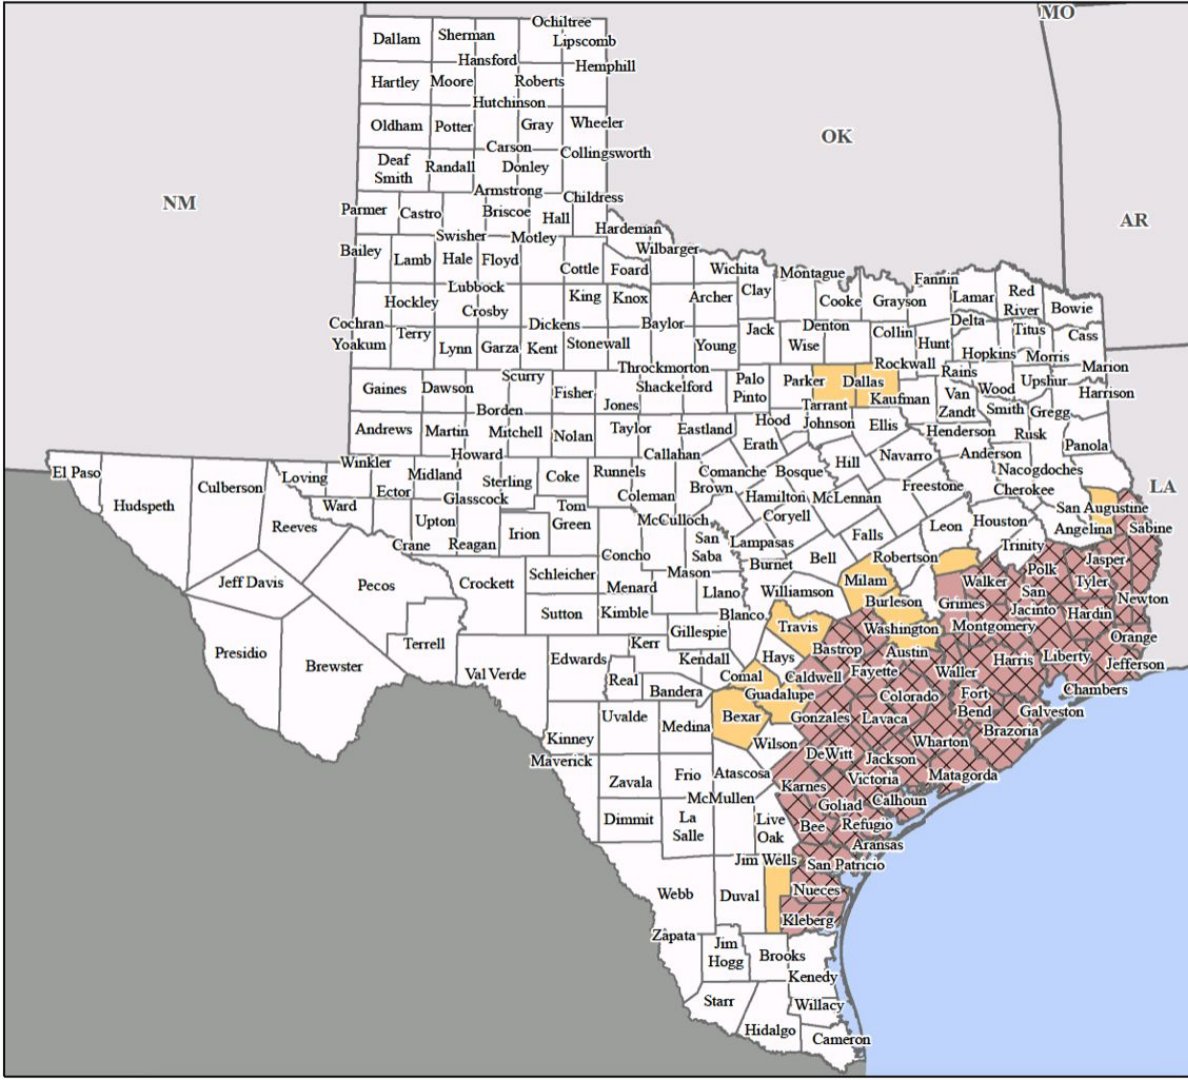 MO
Ochiltree
Dallam
Sherman
Lipscomb
Hansford
Hemphill
Hartley
Moore
Roberts
Hutchinson
Oldham
Potter
Gray
Wheeler
OK
Carson
Collingsworth
Deaf
Smith
Randall
Donley
Armstrong
Childress
NM
Parmer
Castro
Briscoe
Hall
AR
Hardeman
Swisher
Motley
Wilbarger
Bailey
Lamb
Hale
Floyd
Cottle
Foard
Wichita
Montague
Fannin
Lubbock
Hockley
Crosby
King
Knox
Archer
Clay
Cooke
Grayson
Lamar
Red
River
Bowie
Cochran
Dickens
Baylor
Denton
Delta
Yoakum
Terry
Lynn
Garza
Kent
Stonewall
Young
Jack
Wise
Collin
Hunt
Titus
Cass
Hopkins
Morris
Throckmorton
Rockwall
Rains
Marion
Gaines
Dawson
Scurry
Fisher
Jones
Shackelford
Palo
Pinto
Parker
Dallas
Kaufman
Van
Zandt
Wood
Upshur
Harrison
Borden
Tarrant
Smith
Gregg
Andrews
Martin
Mitchell
Nolan
Taylor
Eastland
Hood
Johnson
Ellis
Henderson
Rusk
Panola
Howard
Callahan
Erath
Anderson
El Paso
Winkler
Loving
Midland
Ector
Sterling
Coke
Runnels
Comanche
Bosque
Hill
Navarro
Nacogdoches
Hudspeth
Culberson
Glasscock
Coleman
Brown
Hamilton
McLennan
Freestone
Cherokee
LA
Ward
Tom
Green
San Augustine
Reeves
Upton
Irion
McCulloch
San
Saba
Coryell
Lampasas
Falls
Leon
Houston
Angelina
Sabine
Crane
Reagan
Concho
Mason
Burnet
Bell
Robertson
Trinity
Jeff Davis
Pecos
Crockett
Schleicher
Menard
Llano
Williamson
Milam
Walker
Polk
Jasper
Tyler
Sutton
Kimble
Blanco
Burleson
Grimes
San
Jacinto
Hardin
Newton
Presidio
Brewster
Terrell
Gillespie
Travis
Washington
Montgomery
Orange
Val Verde
Edwards
Kerr
Real
Kendall
Hays
Bastrop
Austin
Harris
Liberty
Jefferson
Bandera
Comal
Caldwell
Fayette
Waller
Chambers
Guadalupe
Colorado
Fort
Bend
Galveston
Kinney
Uvalde
Medina
Bexar
Gonzales
Lavaca
Brazoria
Wilson
Wharton
Maverick
DeWitt
Jackson
Zavala
Frio
Atascosa
Karnes
Victoria
Matagorda
McMullen
Goliad
Calhoun
Dimmit
La
Salle
Live
Oak
Bee
Refugio
Aransas
Jim Wells
San Patricio
Webb
Duval
Nueces
Kleberg
Zapata
Jim
Hogg
Brooks
Kenedy
Starr
Willacy
Hidalgo
Cameron